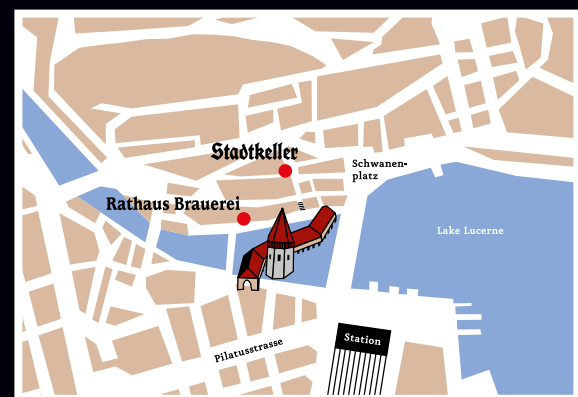 Stadtkeller
Schwanen-
platz
Rathaus Brauerei
Lake Lucerne
Station
Pilatusstrasse